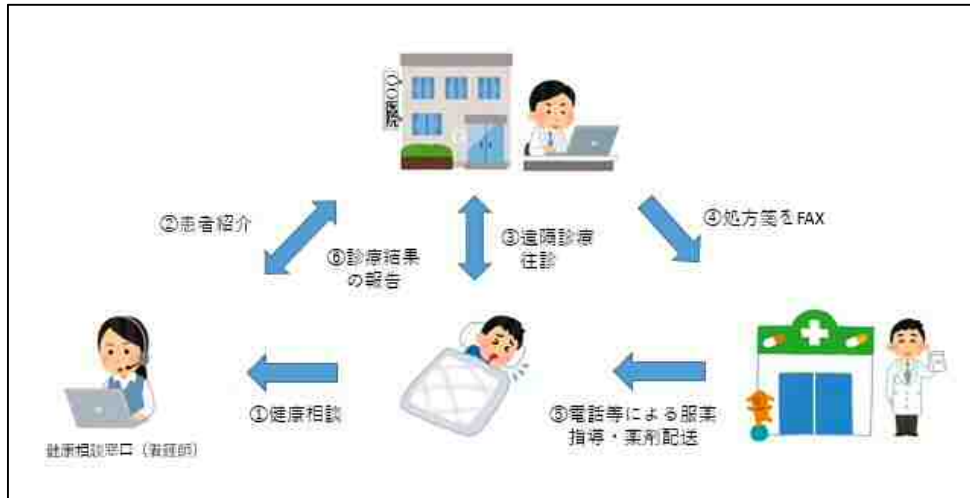 〇〇医院
②患者紹介
④処方箋をFAX
③遠隔診療
往診
⑥診療結果
の報告
①健康相談
⑤電話等による服薬
指導・薬剤配送
健康相談窓口（看護師）